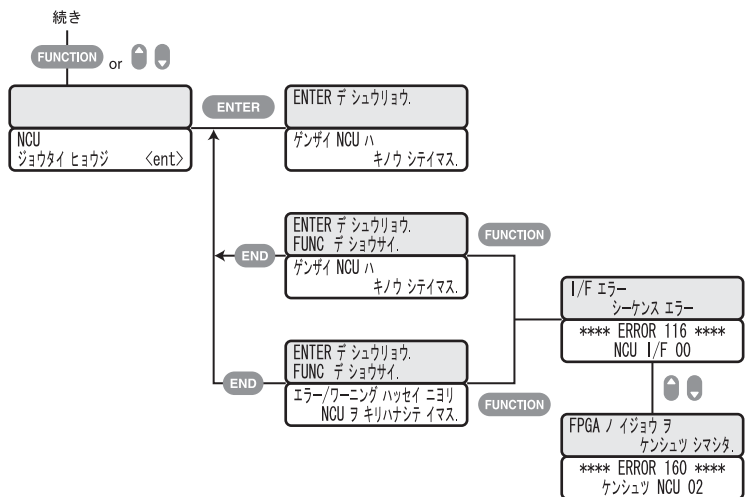 続き
FUNCTION or
NCU
ジョウタイ ヒョウジ <ent>
ENTER
ENTER デ シュウリョウ.
ゲンザイ NCU ハ
キノウ シテイマス.
END
ENTER デ シュウリョウ.
FUNC デ ショウサイ.
ゲンザイ NCU ハ
キノウ シテイマス.
FUNCTION
END
ENTER デ シュウリョウ.
FUNC デ ショウサイ.
エラー/ワーニング ハッセイ ニヨリ
NCU ヲ キリハナシテ イマス.
FUNCTION
I/F エラー
シーケンス エラー
**** ERROR 116 ****
NCU I/F 00
FPGA ノ イジョウ ヲ
ケンシュツ シマシタ.
**** ERROR 160 ****
ケンシュツ NCU 02